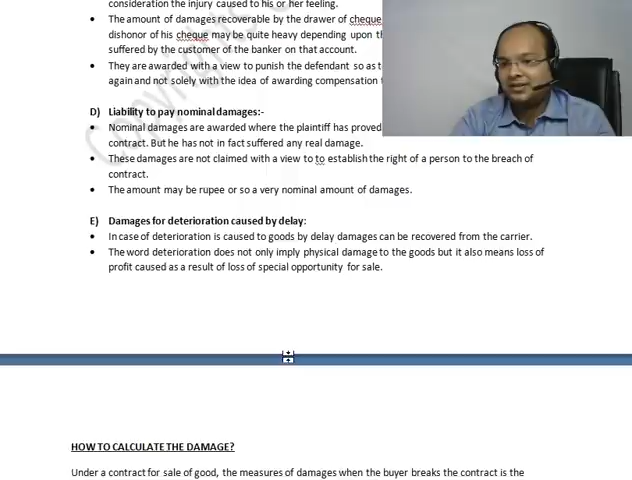 consideration the injury caused to his or her feeling.
The amount of damages recoverable by the drawer of cheque
dishonor of his cheque may be quite heavy depending upon th
suffered by the customer of the banker on that account.
They are awarded with a view to punish the defendant so as t
again and not solely with the idea of awarding compensation
D) Liability to pay nominal damages:-
Nominal damages are awarded where the plaintiff has proved
contract. But he has not in fact suffered any real damage.
These damages are not claimed with a view to to establish the right of a person to the breach of
contract.
The amount may be rupee or so a very nominal amount of damages.
E) Damages for deterioration caused by delay:
In case of deterioration is caused to goods by delay damages can be recovered from the carrier.
The word deterioration does not only imply physical damage to the goods but it also means loss of
profit caused as a result of loss of special opportunity for sale.
HOW TO CALCULATE THE DAMAGE?
Under a contract for sale of good, the measures of damages when the buyer breaks the contract is the